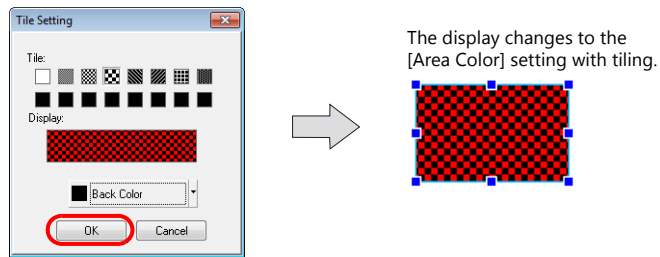 Tile Setting
Tile:
Display:
Back Color
OK
Cancel
The display changes to the
[Area Color] setting with tiling.